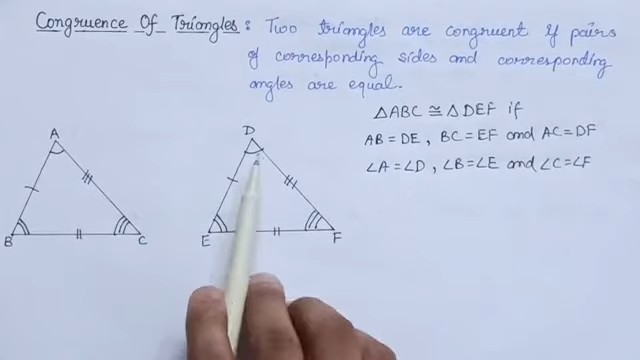 Congruence Of Triangles: Two triangles are congruent if pairs
of corresponding sides and corresponding
angles are equal.
△ABC ≅ △DEF if
AB = DE, BC = EF and AC = DF
∠A = ∠D, ∠B = ∠E and ∠C = ∠F
A
B
C
D
E
F